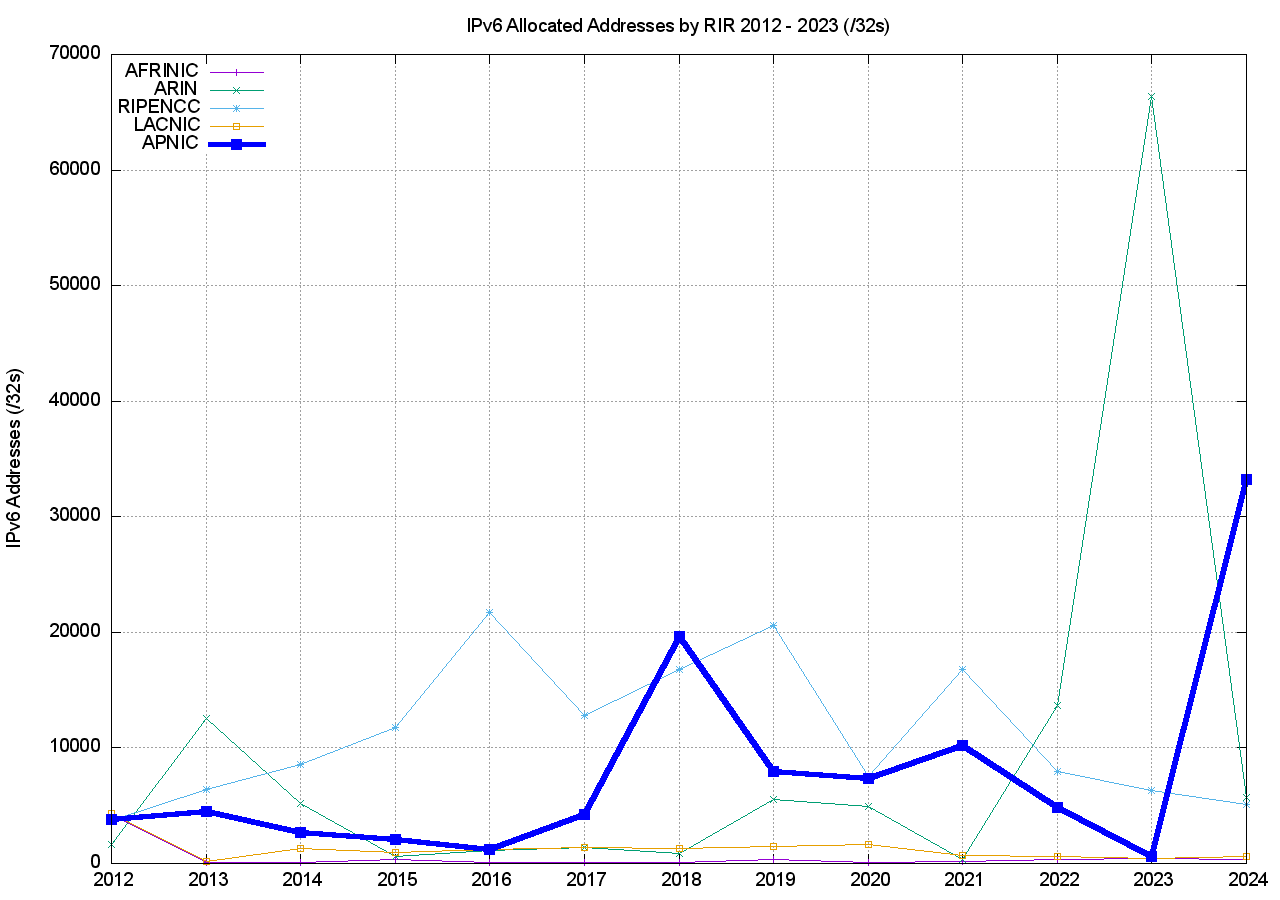 IPv6 Allocated Addresses by RIR 2012 - 2023 (/32s)
70000
60000
50000
40000
30000
20000
10000
0
IPv6 Addresses (/32s)
AFRINIC
ARIN
RIPENCC
LACNIC
APNIC
2012 2013 2014 2015 2016 2017 2018 2019 2020 2021 2022 2023 2024